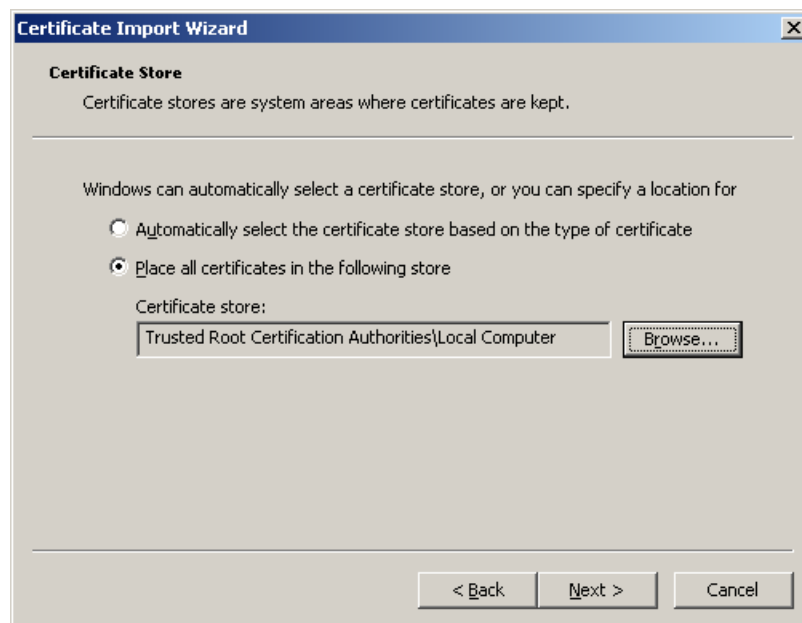 Certificate Import Wizard
Certificate Store
Certificate stores are system areas where certificates are kept.
Windows can automatically select a certificate store, or you can specify a location for
Automatically select the certificate store based on the type of certificate
Place all certificates in the following store
Certificate store:
Trusted Root Certification Authorities\Local Computer
Browse...
< Back
Next >
Cancel